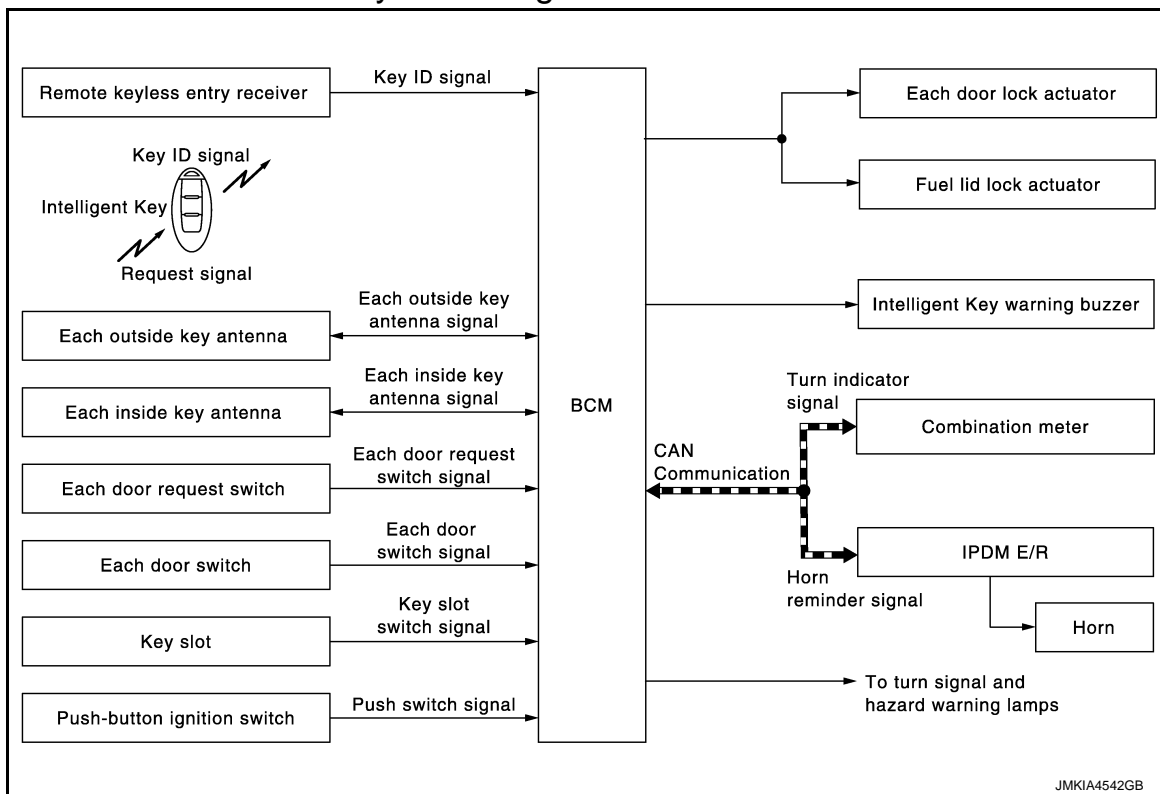 Remote keyless entry receiver
Key ID signal
Key ID signal
Intelligent Key
Request signal
Each outside key antenna
Each outside key
antenna signal
Each inside key antenna
Each inside key
antenna signal
Each door request switch
Each door request
switch signal
Each door switch
Each door
switch signal
Key slot
Key slot
switch signal
Push-button ignition switch
Push switch signal
BCM
Each door lock actuator
Fuel lid lock actuator
Intelligent Key warning buzzer
Turn indicator
signal
Combination meter
CAN
Communication
IPDM E/R
Horn
reminder signal
Horn
To turn signal and
hazard warning lamps
JMKIA4542GB